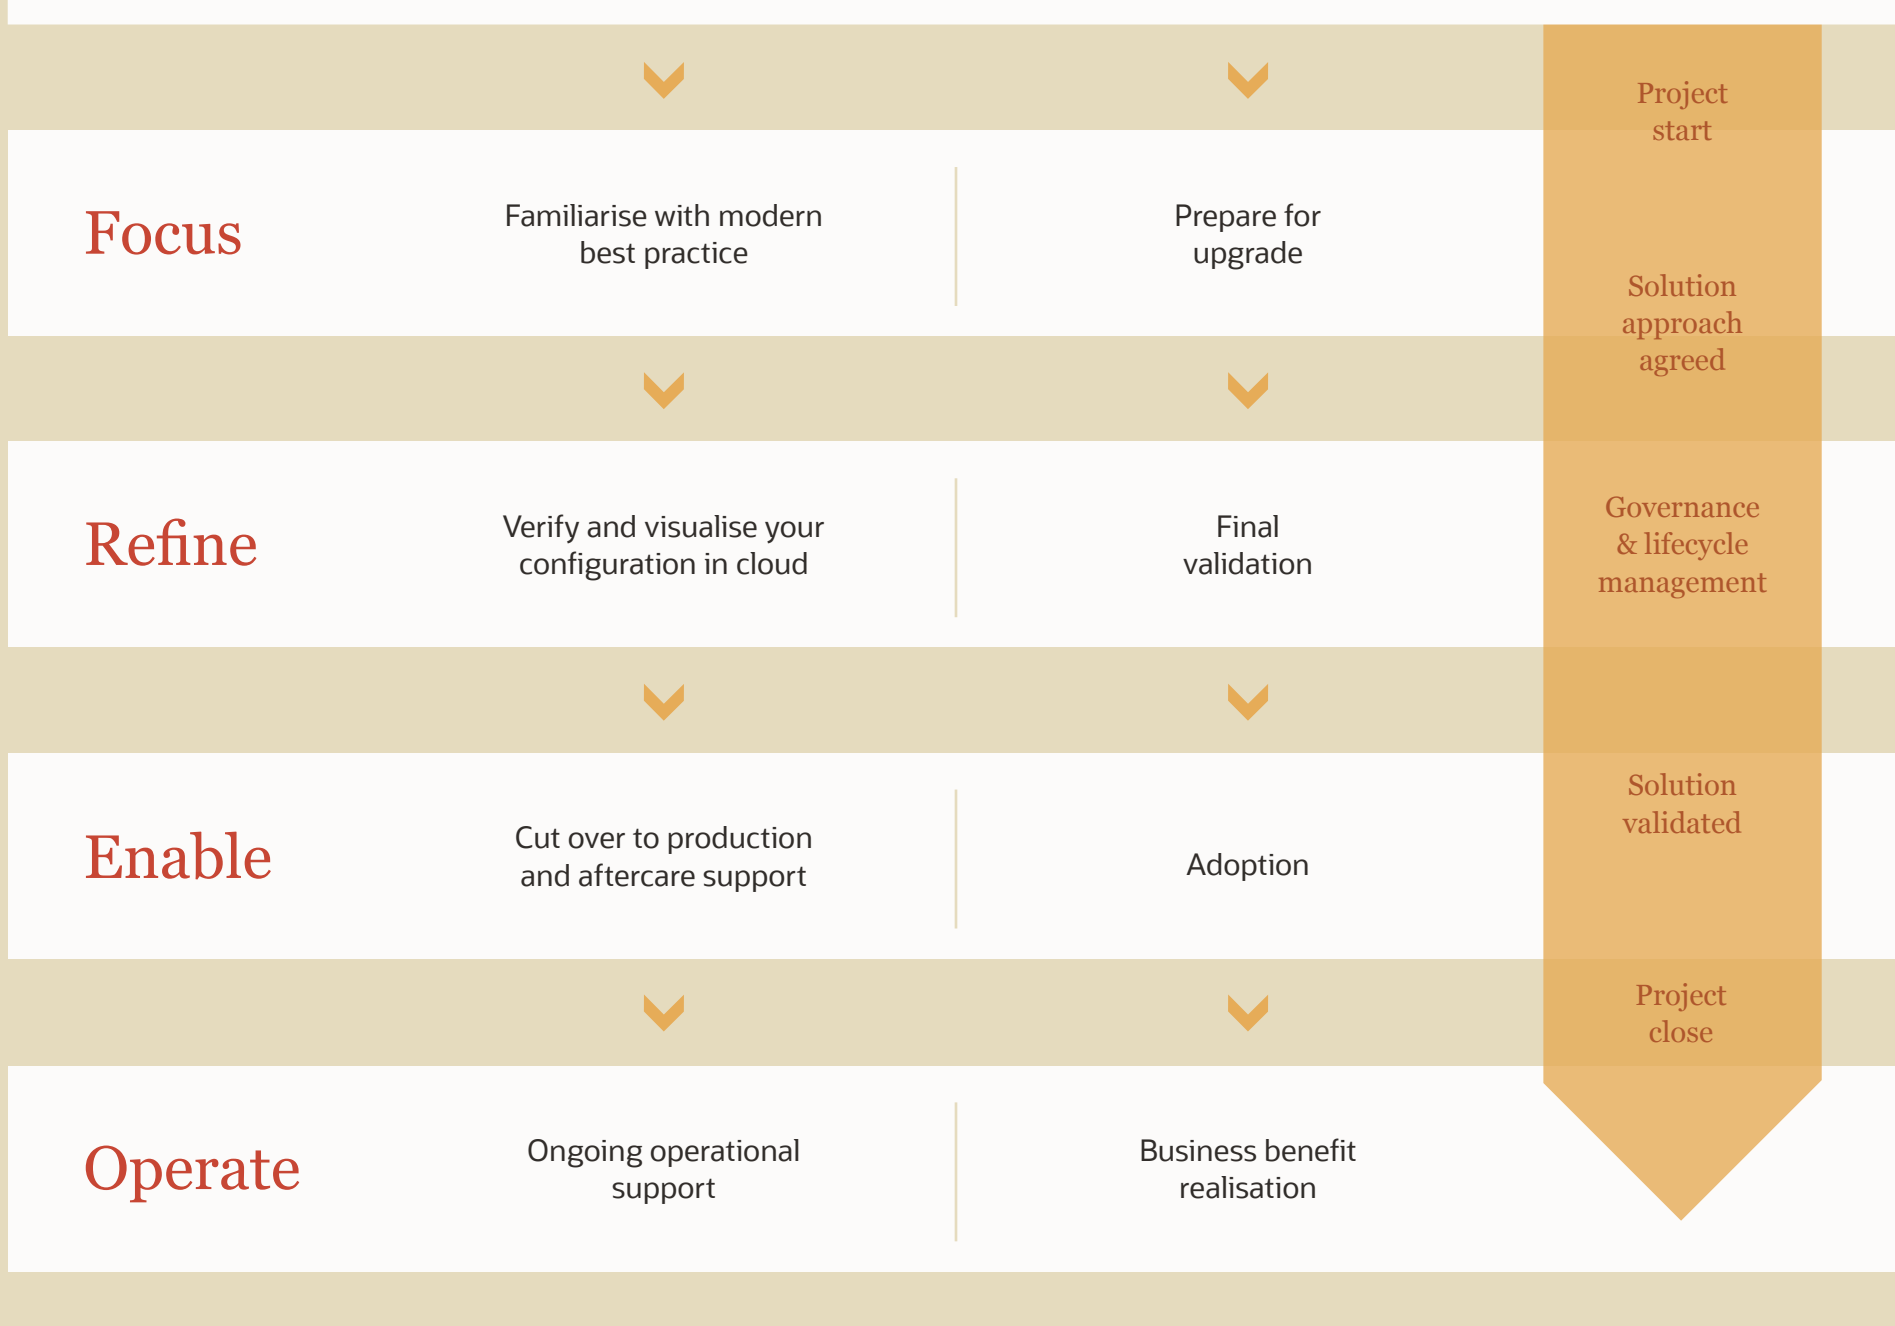 Project
start
Focus
Familiarise with modern
best practice
Prepare for
upgrade
Solution
approach
agreed
Refine
Verify and visualise your
configuration in cloud
Final
validation
Governance
& lifecycle
management
Enable
Cut over to production
and aftercare support
Adoption
Solution
validated
Project
close
Operate
Ongoing operational
support
Business benefit
realisation